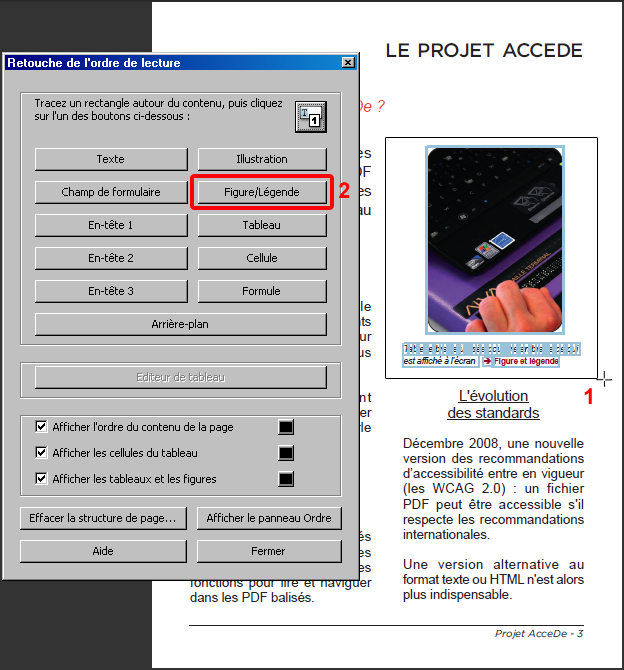 LE PROJET ACCEDE
Retouche de l'ordre de lecture
Tracez un rectangle autour du contenu, puis cliquez
sur l'un des boutons ci-dessous :
Texte
Illustration
Champ de formulaire
Figure/Légende
2
En-tête 1
Tableau
En-tête 2
Cellule
En-tête 3
Formule
Arrière-plan
Editeur de tableau
Afficher l'ordre du contenu de la page
Afficher les cellules du tableau
Afficher les tableaux et les figures
Effacer la structure de page...
Afficher le panneau Ordre
Aide
Fermer
De ?
es
DF
es
au
le
ts
ur
us
nt
er
le
és
es
es
fonctions pour lire et naviguer
dans les PDF balisés.
est affiché à l'écran
➔ Figure et légende
1
L'évolution
des standards
Décembre 2008, une nouvelle
version des recommandations
d'accessibilité entre en vigueur
(les WCAG 2.0) : un fichier
PDF peut être accessible s'il
respecte les recommandations
internationales.
Une version alternative au
format texte ou HTML n'est alors
plus indispensable.
Projet AcceDe - 3